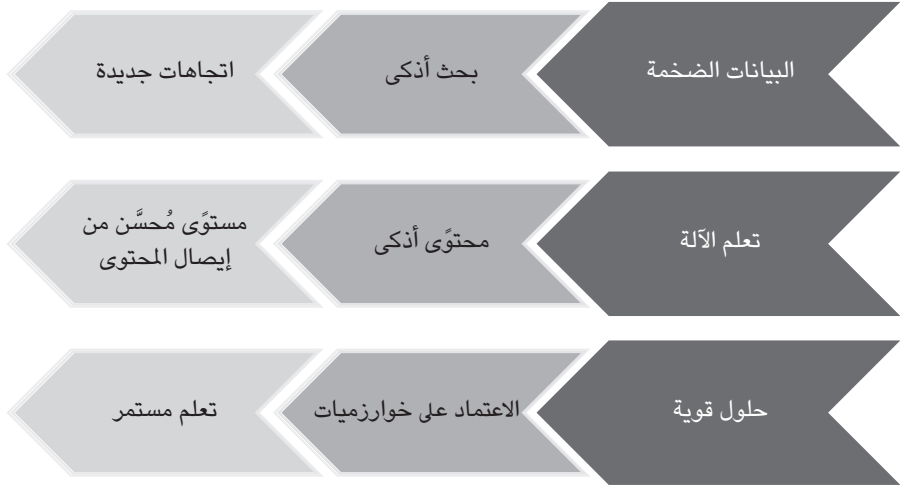 البيانات الضخمة
بحث أذكى
اتجاهات جديدة
تعلم الآلة
محتوًى أذكى
مستوًى مُحسَّن من
إيصال المحتوى
حلول قوية
الاعتماد على خوارزميات
تعلم مستمر